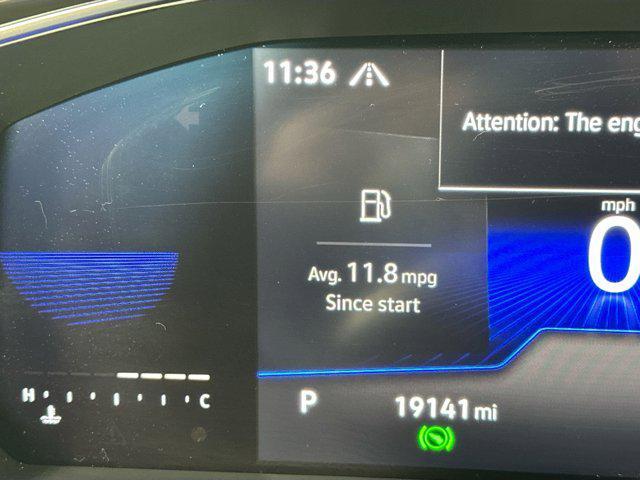 11:36
Attention: The eng
mph
0
Avg. 11.8 mpg
Since start
H C
P 19141 mi